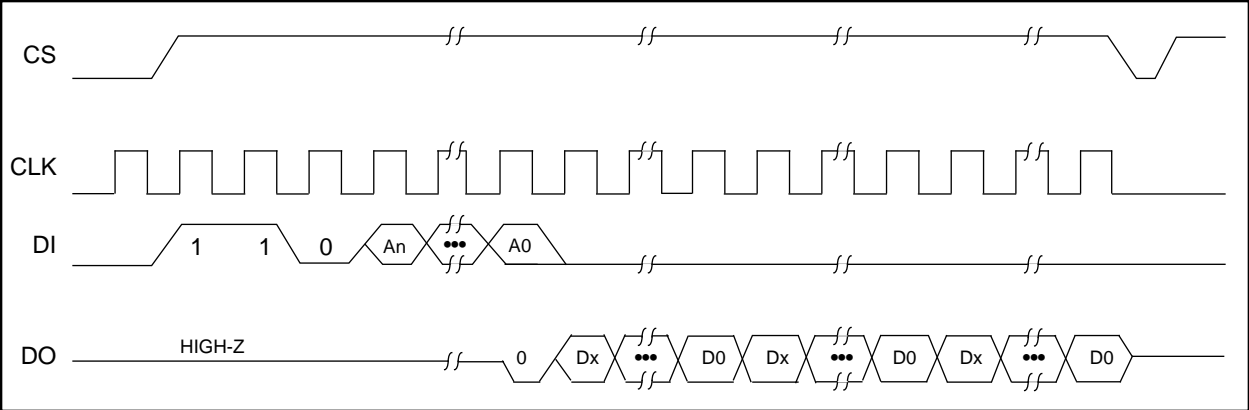 CS
CLK
DI 1 1 0 An ••• A0
HIGH-Z
DO 0 Dx ••• D0 Dx ••• D0 Dx ••• D0